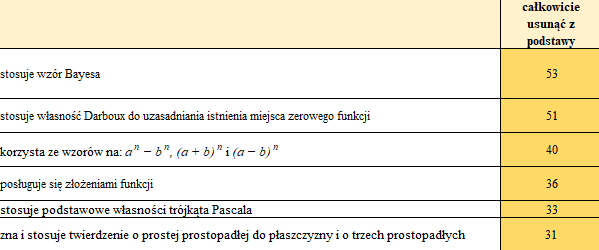 całkowicie
usunąć z
podstawy
stosuje wzór Bayesa 53
stosuje własność Darboux do uzasadniania istnienia miejsca zerowego funkcji 51
korzysta ze wzorów na: aⁿ − bⁿ, (a + b)ⁿ i (a − b)ⁿ 40
posługuje się złożeniami funkcji 36
stosuje podstawowe własności trójkąta Pascala 33
zna i stosuje twierdzenie o prostej prostopadłej do płaszczyzny i o trzech prostopadłych 31